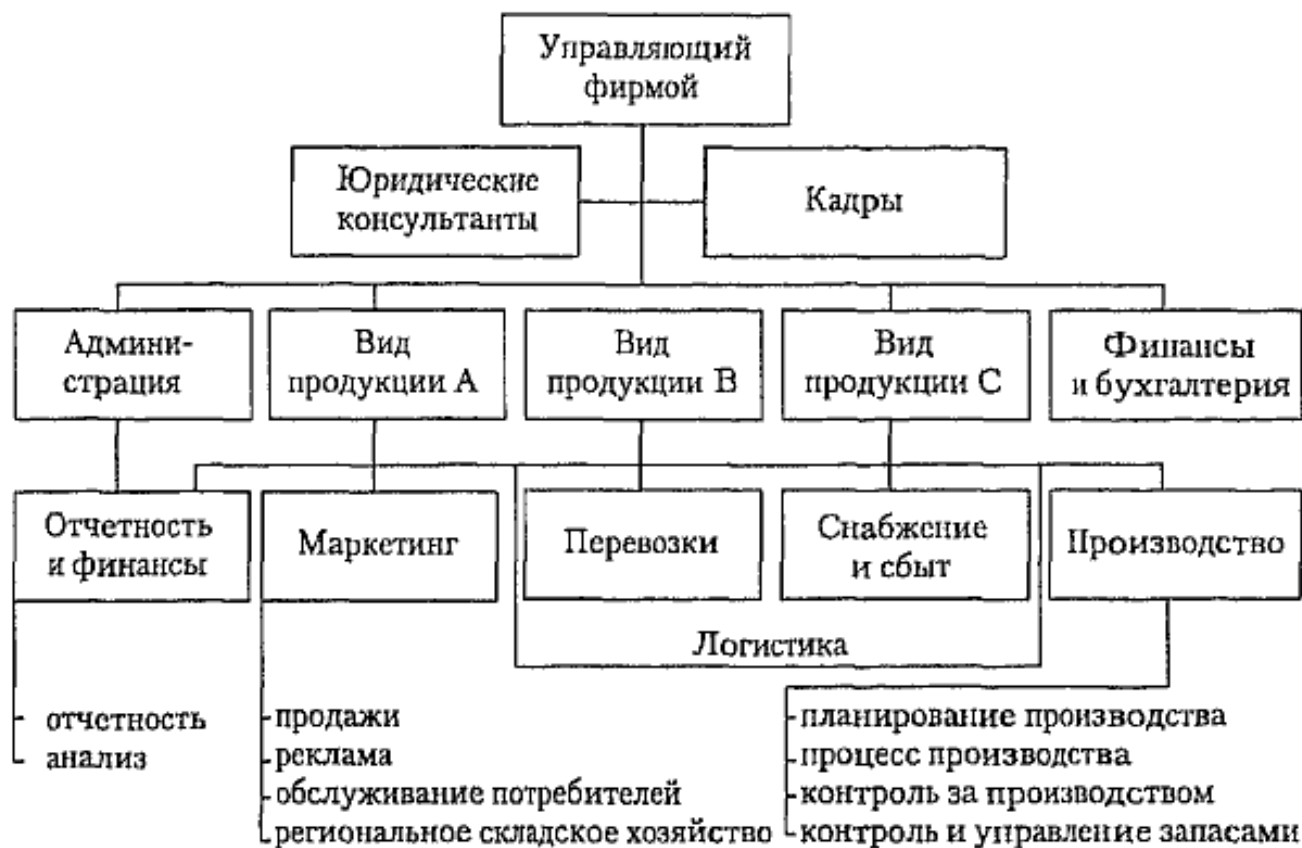 Управляющий
фирмой
Юридические
консультанты
Кадры
Админи-
страция
Вид
продукции А
Вид
продукции В
Вид
продукции С
Финансы
и бухгалтерия
Отчетность
и финансы
Маркетинг
Перевозки
Снабжение
и сбыт
Производство
Логистика
отчетность
анализ
продажи
реклама
обслуживание потребителей
региональное складское хозяйство
планирование производства
процесс производства
контроль за производством
контроль и управление запасами